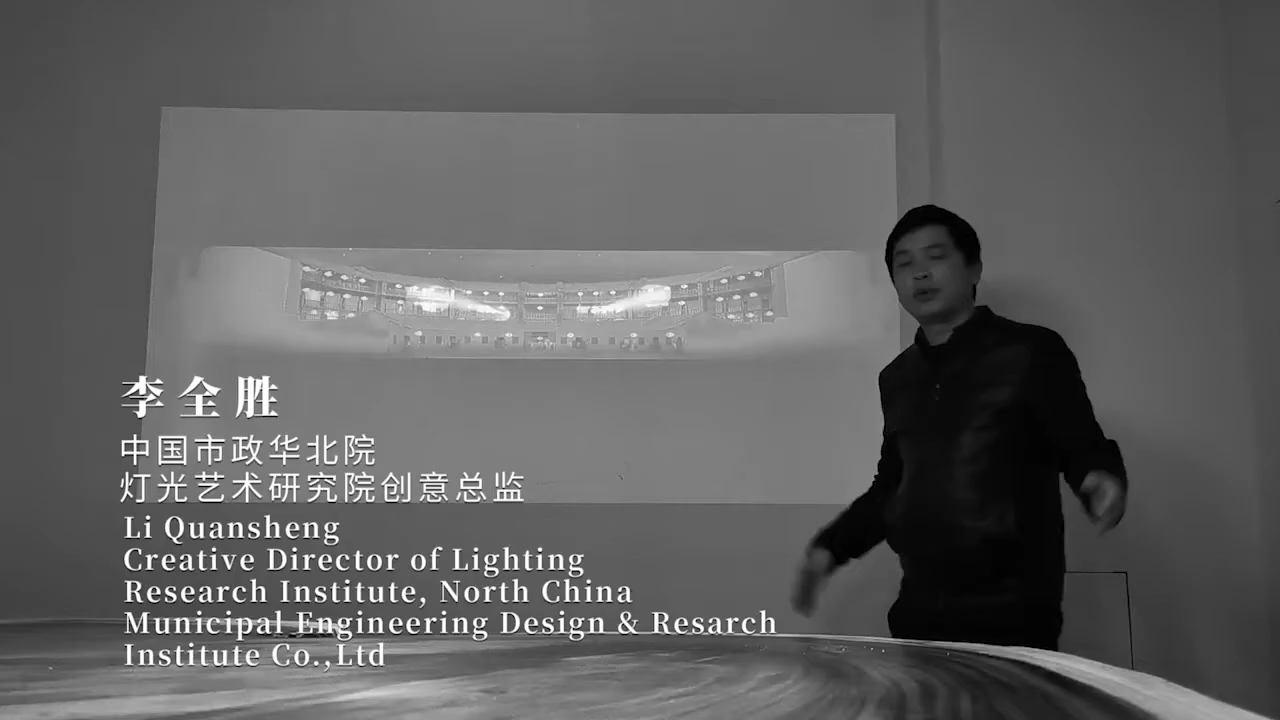 李全胜
中国市政华北院
灯光艺术研究院创意总监
Li Quansheng
Creative Director of Lighting
Research Institute, North China
Municipal Engineering Design & Resarch
Institute Co.,Ltd